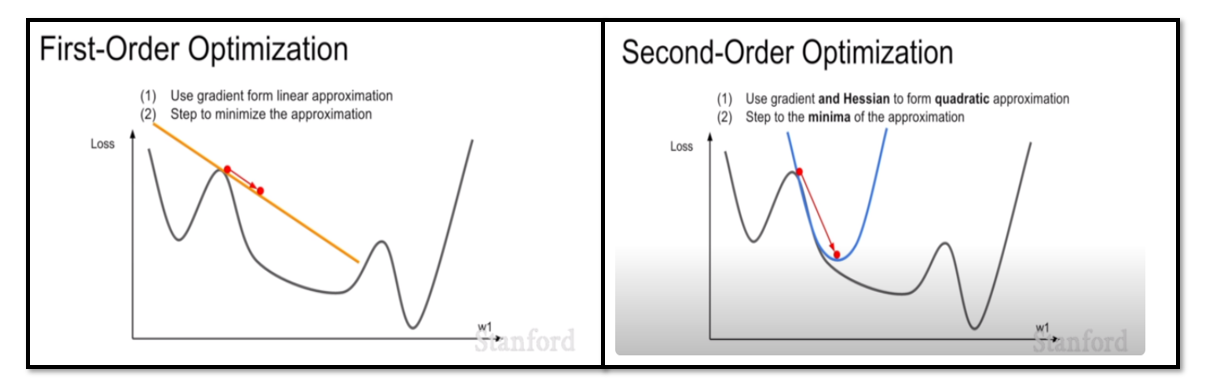 First-Order Optimization
(1) Use gradient form linear approximation
(2) Step to minimize the approximation
Loss
w1
Stanford
Second-Order Optimization
(1) Use gradient and Hessian to form quadratic approximation
(2) Step to the minima of the approximation
Loss
w1
Stanford